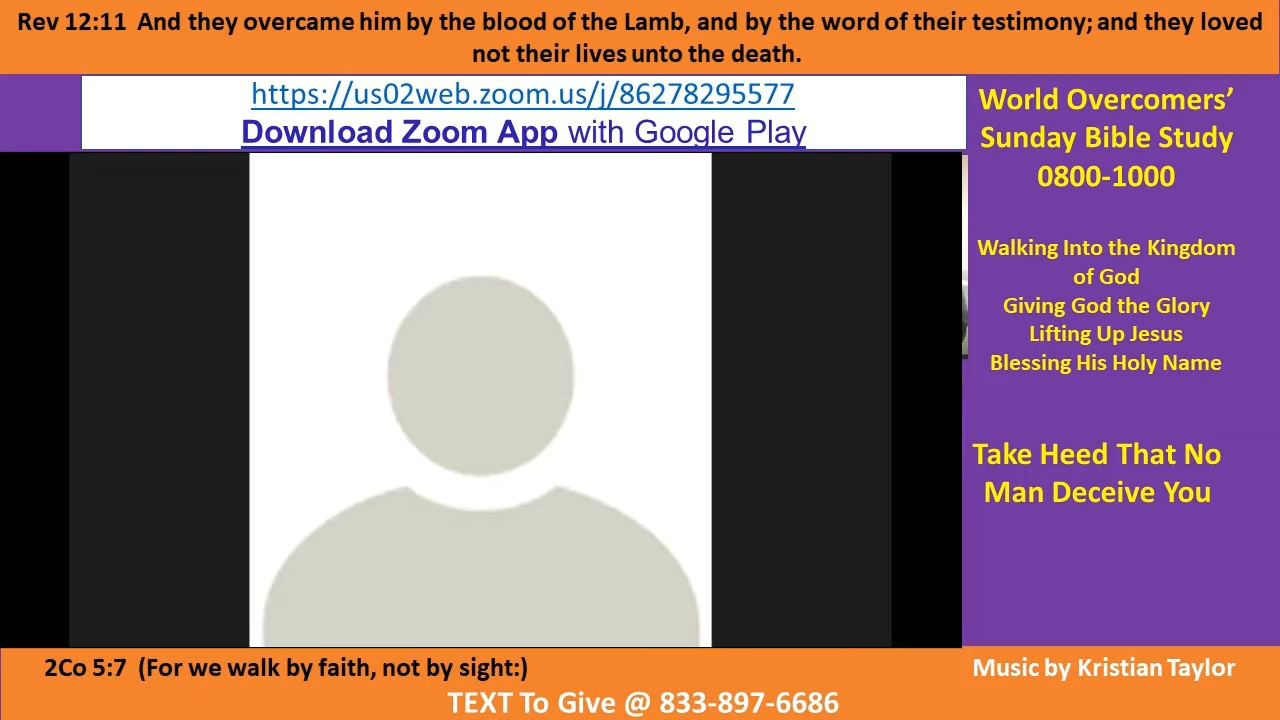 Rev 12:11  And they overcame him by the blood of the Lamb, and by the word of their testimony; and they loved
not their lives unto the death.
https://us02web.zoom.us/j/86278295577
Download Zoom App with Google Play
World Overcomers’
Sunday Bible Study
0800-1000
Walking Into the Kingdom
of God
Giving God the Glory
Lifting Up Jesus
Blessing His Holy Name
Take Heed That No
Man Deceive You
2Co 5:7  (For we walk by faith, not by sight:)
Music by Kristian Taylor
TEXT To Give @ 833-897-6686